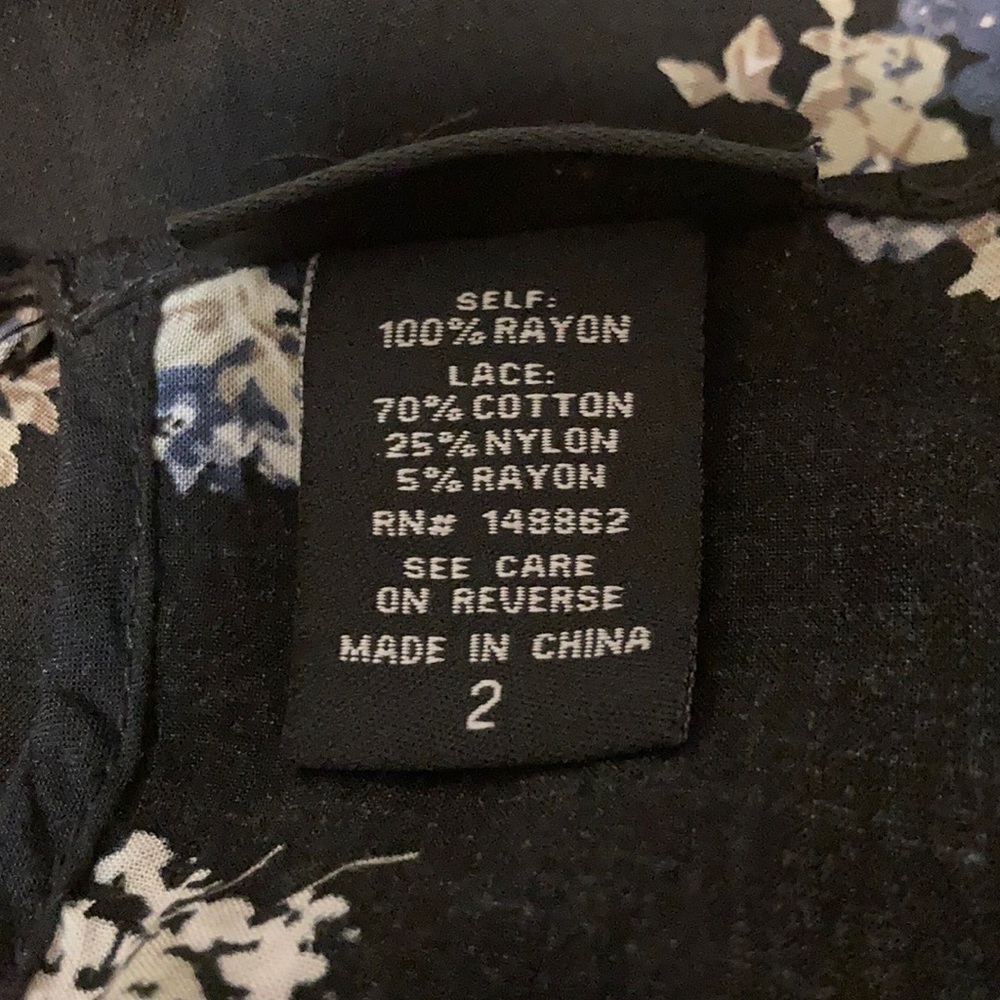 SELF:
100% RAYON
LACE:
70% COTTON
25% NYLON
5% RAYON
RN# 148862
SEE CARE
ON REVERSE
MADE IN CHINA
2